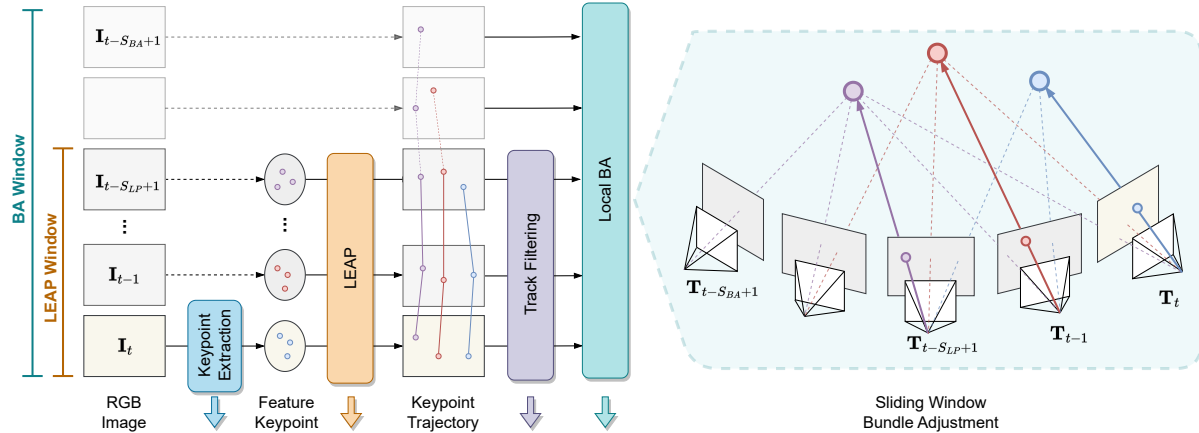 BA Window
LEAP Window
I_{t−S_{BA}+1}
I_{t−S_{LP}+1}
⋮
I_{t−1}
I_t
Keypoint
Extraction
⋮
LEAP
Track Filtering
Local BA
RGB
Image
Feature
Keypoint
Keypoint
Trajectory
T_{t−S_{BA}+1}
T_{t−S_{LP}+1}
T_{t−1}
T_t
Sliding Window
Bundle Adjustment